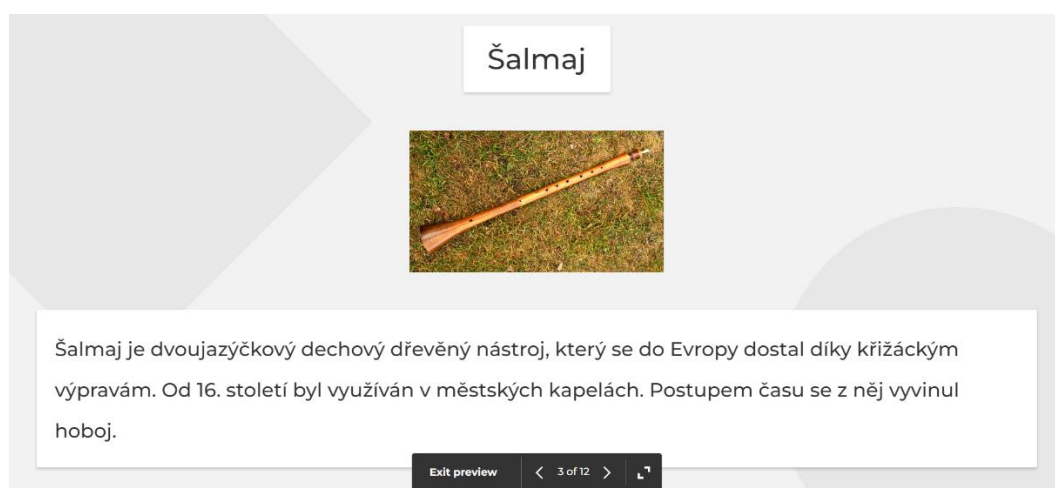 Šalmaj
Šalmaj je dvoujazýčkový dechový dřevěný nástroj, který se do Evropy dostal díky křižáckým
výpravám. Od 16. století byl využíván v městských kapelách. Postupem času se z něj vyvinul
hoboj.
Exit preview 3 of 12